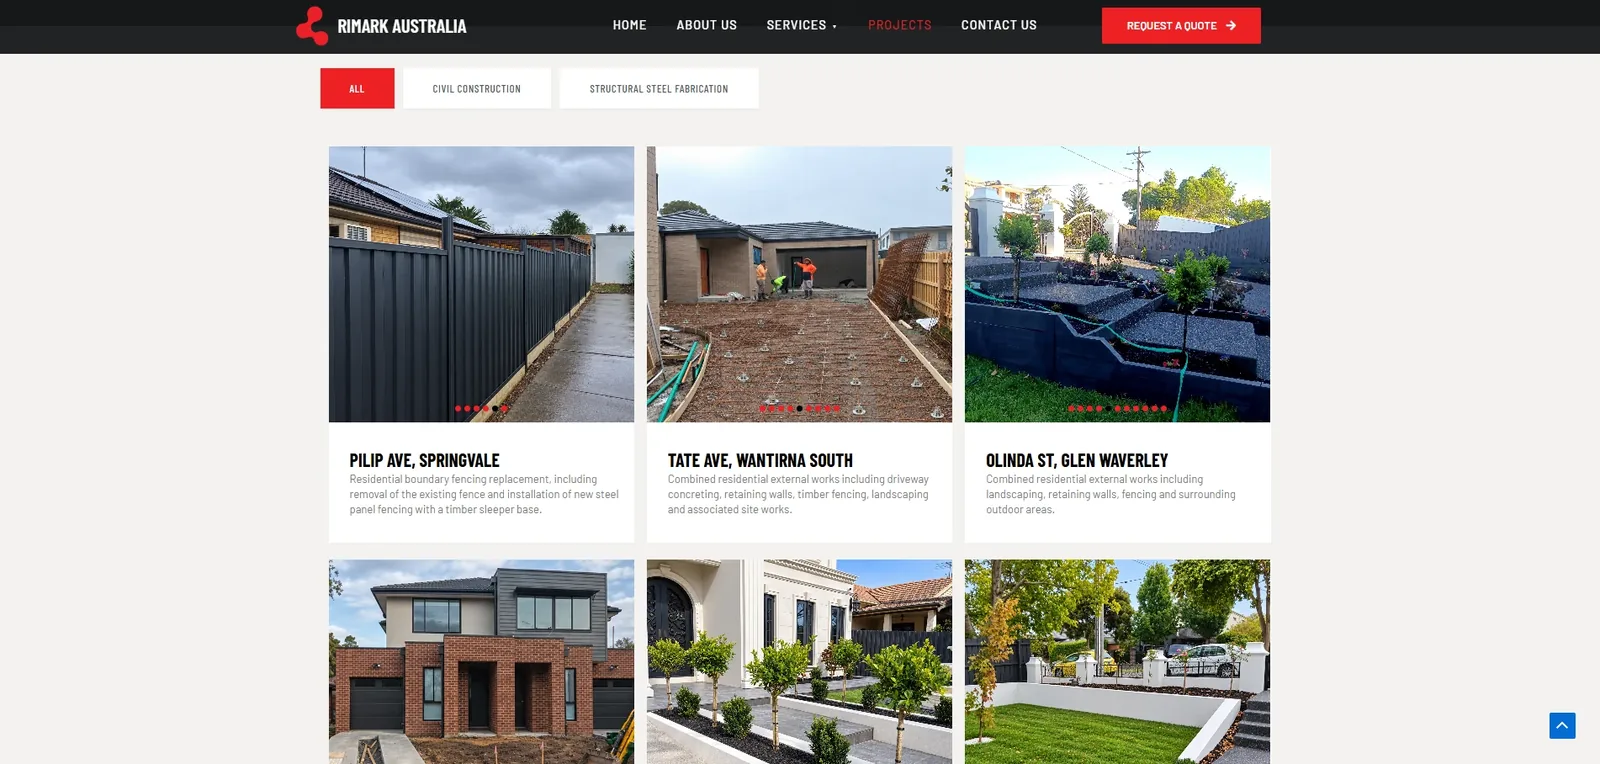 RIMARK AUSTRALIA
HOME ABOUT US SERVICES PROJECTS CONTACT US
REQUEST A QUOTE
ALL
CIVIL CONSTRUCTION
STRUCTURAL STEEL FABRICATION
PILIP AVE, SPRINGVALE
Residential boundary fencing replacement, including
removal of the existing fence and installation of new steel
panel fencing with a timber sleeper base.
TATE AVE, WANTIRNA SOUTH
Combined residential external works including driveway
concreting, retaining walls, timber fencing, landscaping
and associated site works.
OLINDA ST, GLEN WAVERLEY
Combined residential external works including
landscaping, retaining walls, fencing and surrounding
outdoor areas.